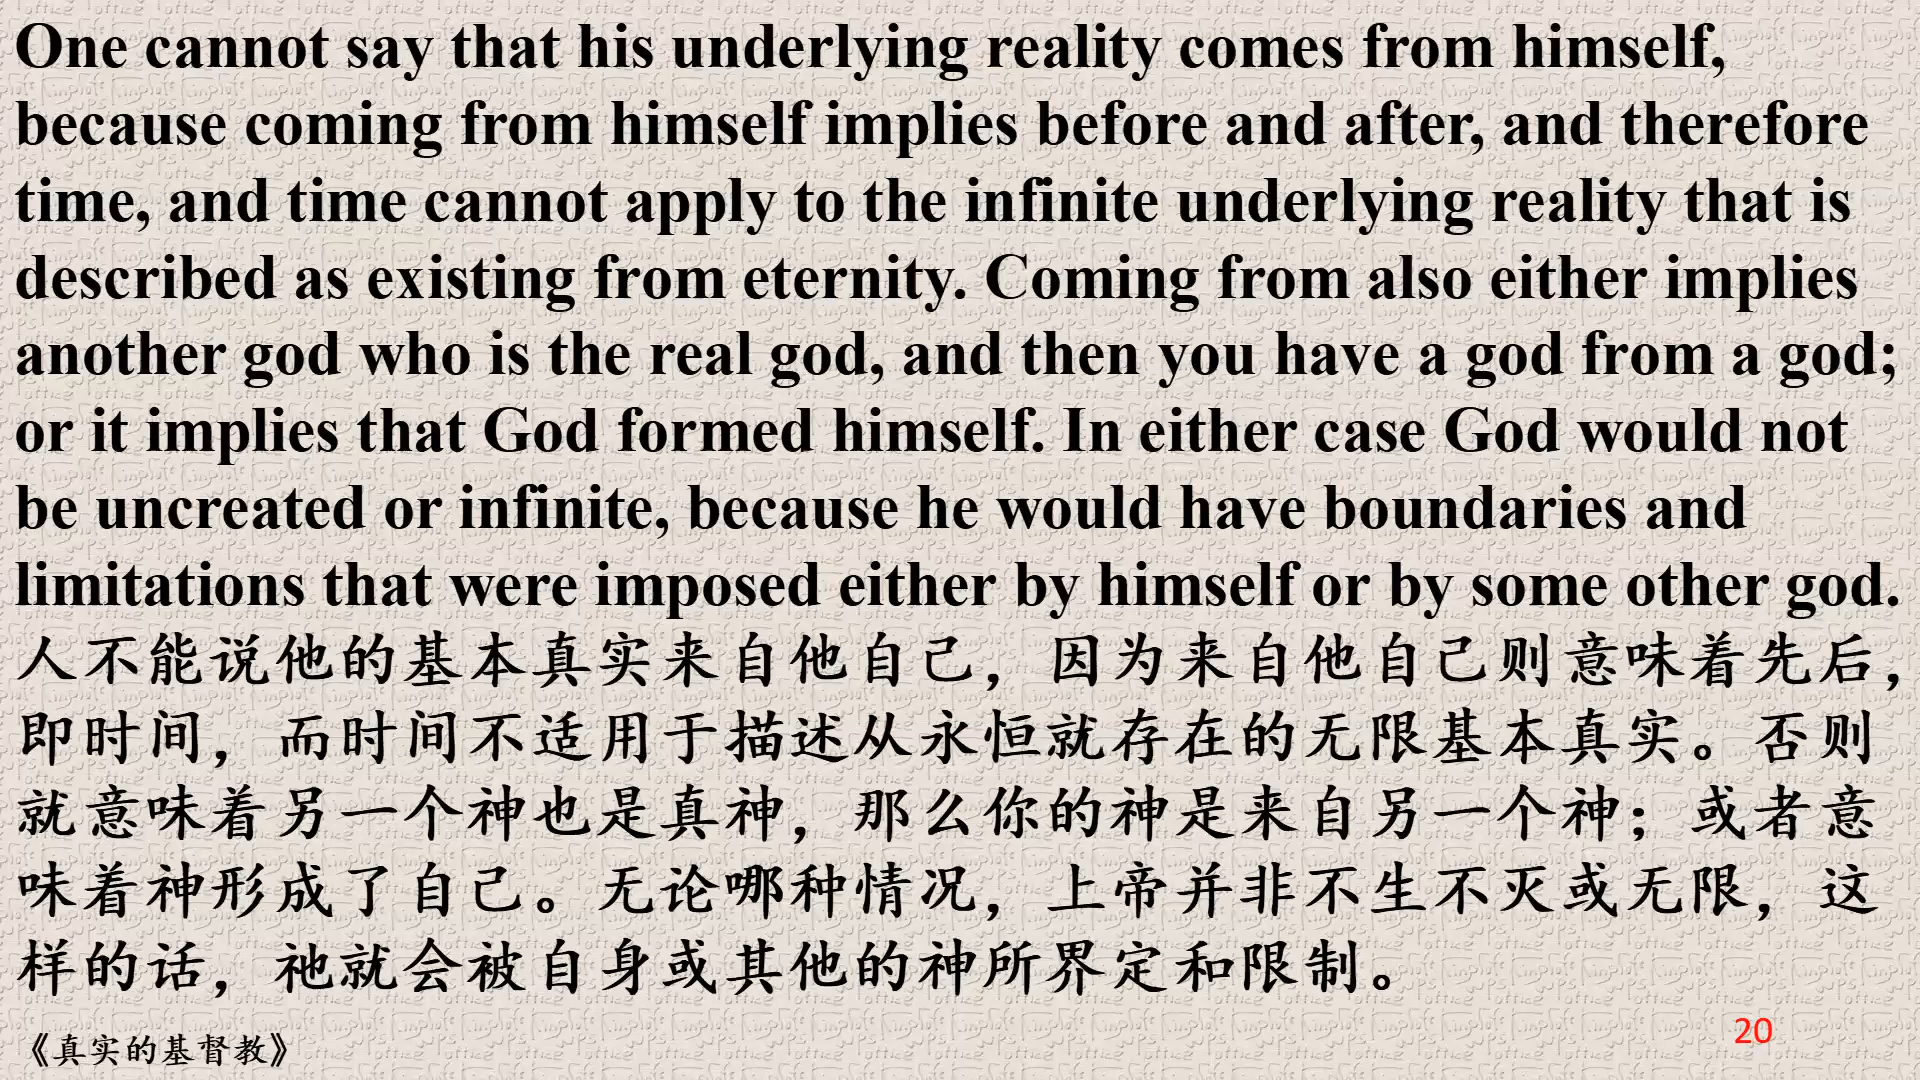 One cannot say that his underlying reality comes from himself,
because coming from himself implies before and after, and therefore
time, and time cannot apply to the infinite underlying reality that is
described as existing from eternity. Coming from also either implies
another god who is the real god, and then you have a god from a god;
or it implies that God formed himself. In either case God would not
be uncreated or infinite, because he would have boundaries and
limitations that were imposed either by himself or by some other god.
人不能说他的基本真实来自他自己，因为来自他自己则意味着先后，
即时间，而时间不适用于描述从永恒就存在的无限基本真实。否则
就意味着另一个神也是真神，那么你的神是来自另一个神；或者意
味着神形成了自己。无论哪种情况，上帝并非不生不灭或无限，这
样的话，祂就会被自身或其他的神所界定和限制。
《真实的基督教》
20